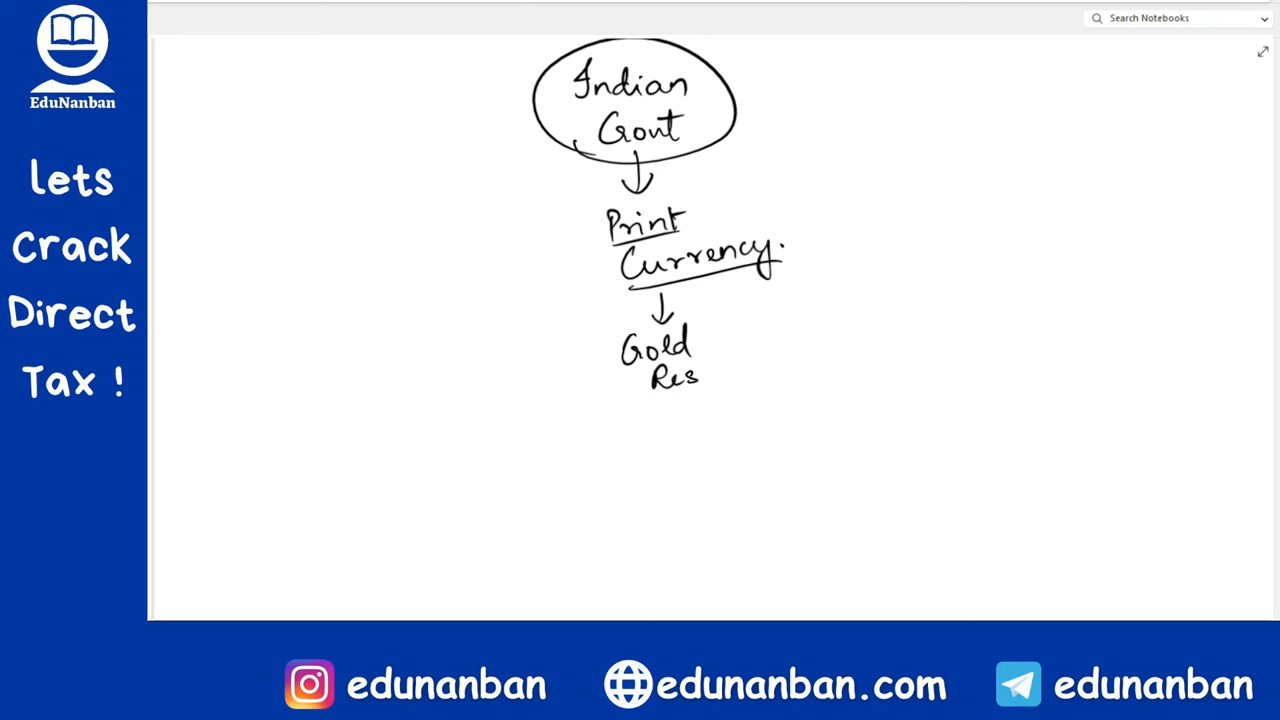 Search Notebooks
EduNanban
Lets
Crack
Direct
Tax !
Indian
Govt
Print
Currency.
Gold
Res
edunanban
edunanban.com
edunanban